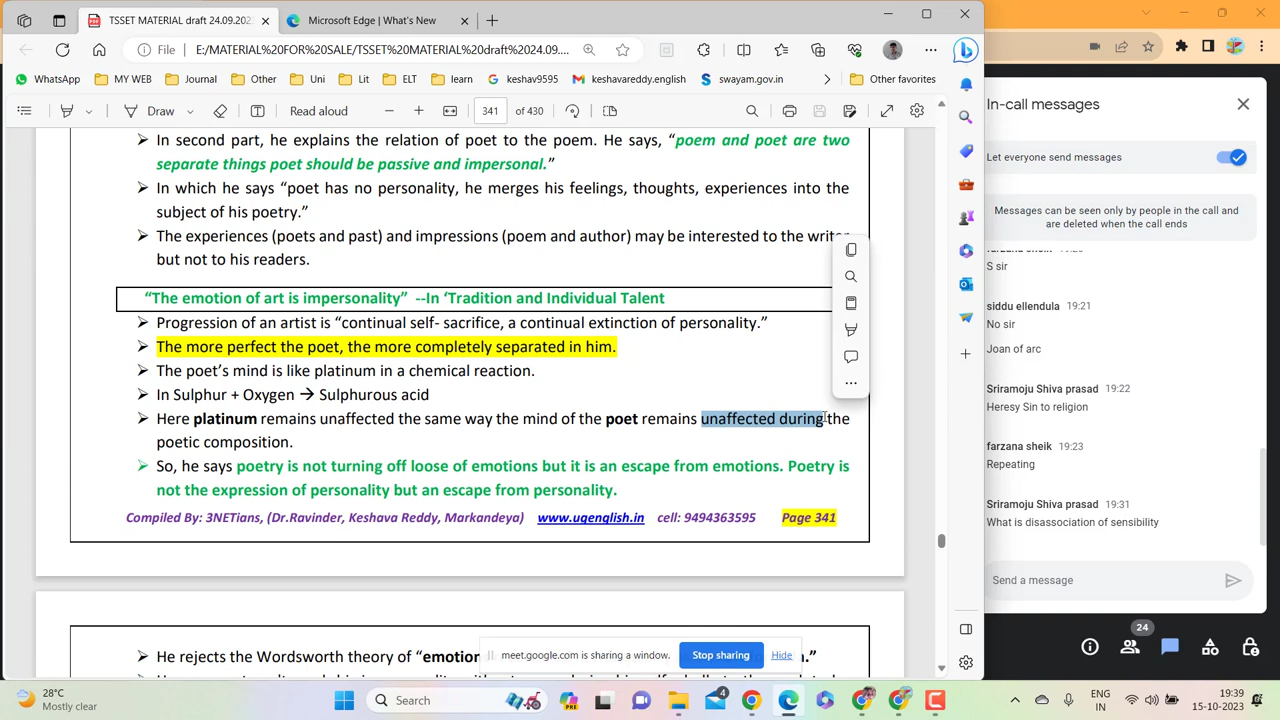 TSSET MATERIAL draft 24.09.202
Microsoft Edge | What's New
File
E:/MATERIAL%20FOR%20SALE/TSSET%20MATERIAL%20draft%2024.09....
WhatsApp
MY WEB
Journal
Other
Uni
Lit
ELT
learn
keshav9595
keshavareddy.english
swayam.gov.in
Other favorites
Draw
Read aloud
341
of 430
In second part, he explains the relation of poet to the poem. He says, “poem and poet are two
separate things poet should be passive and impersonal.”
In which he says “poet has no personality, he merges his feelings, thoughts, experiences into the
subject of his poetry.”
The experiences (poets and past) and impressions (poem and author) may be interested to the writer
but not to his readers.
“The emotion of art is impersonality” --In ‘Tradition and Individual Talent
Progression of an artist is “continual self- sacrifice, a continual extinction of personality.”
The more perfect the poet, the more completely separated in him.
The poet’s mind is like platinum in a chemical reaction.
In Sulphur + Oxygen → Sulphurous acid
Here platinum remains unaffected the same way the mind of the poet remains unaffected during the
poetic composition.
So, he says poetry is not turning off loose of emotions but it is an escape from emotions. Poetry is
not the expression of personality but an escape from personality.
Compiled By: 3NETians, (Dr.Ravinder, Keshava Reddy, Markandeya) www.ugenglish.in cell: 9494363595 Page 341
He rejects the Wordsworth theory of “emotion
meet.google.com is sharing a window.
Stop sharing
Hide
In-call messages
Let everyone send messages
Messages can be seen only by people in the call and
are deleted when the call ends
S sir
siddu ellendula 19:21
No sir
Joan of arc
Sriramoju Shiva prasad 19:22
Heresy Sin to religion
farzana sheik 19:23
Repeating
Sriramoju Shiva prasad 19:31
What is disassociation of sensibility
Send a message
24
28°C
Mostly clear
Search
4
ENG
IN
19:39
15-10-2023